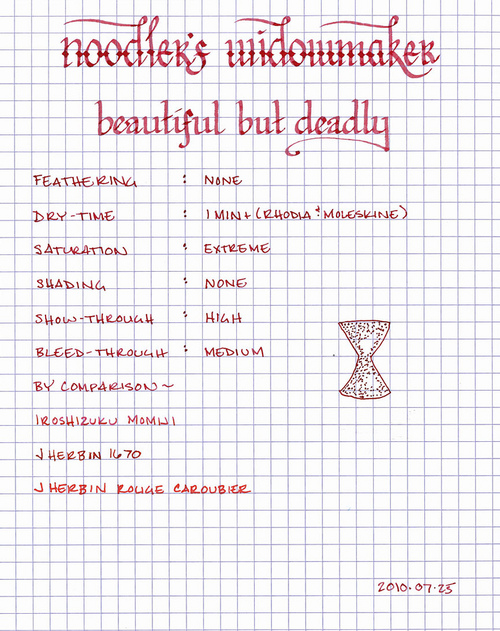 noodler's widowmaker
beautiful but deadly
FEATHERING : NONE
DRY-TIME : 1 MIN + (RHODIA & MOLESKINE)
SATURATION : EXTREME
SHADING : NONE
SHOW-THROUGH : HIGH
BLEED-THROUGH : MEDIUM
BY COMPARISON ~
IROSHIZUKU MOMIJI
J HERBIN 1670
J HERBIN ROUGE CAROUBIER
2010.07.25